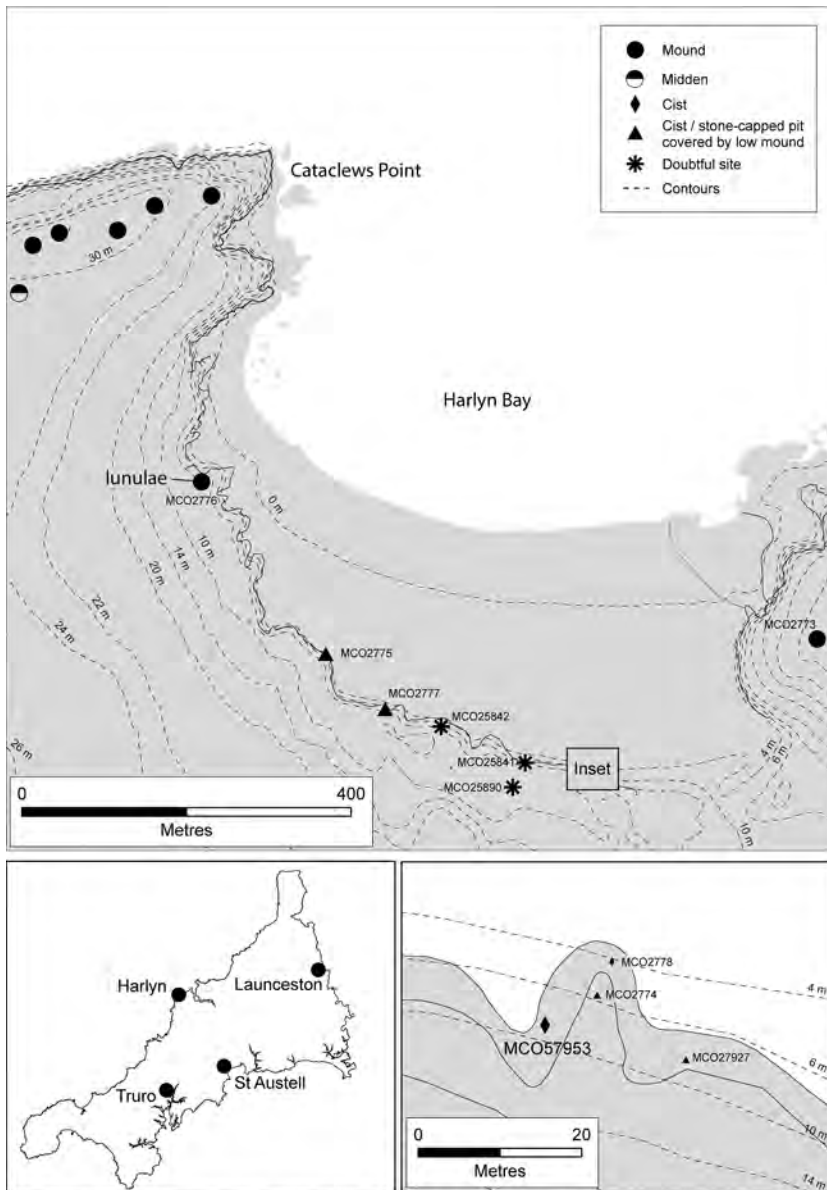 Mound
Midden
Cist
Cist / stone-capped pit
covered by low mound
Doubtful site
Contours
Cataclews Point
30 m
Harlyn Bay
lunulae
MCO2776
0 m
10 m
14 m
20 m
22 m
24 m
26 m
MCO2773
MCO2775
MCO2777
MCO25842
MCO25841
MCO25890
Inset
4 m
6 m
10 m
0 400
Metres
Harlyn
Launceston
St Austell
Truro
MCO2778
MCO2774
MCO57953
MCO27927
4 m
6 m
10 m
14 m
0 20
Metres